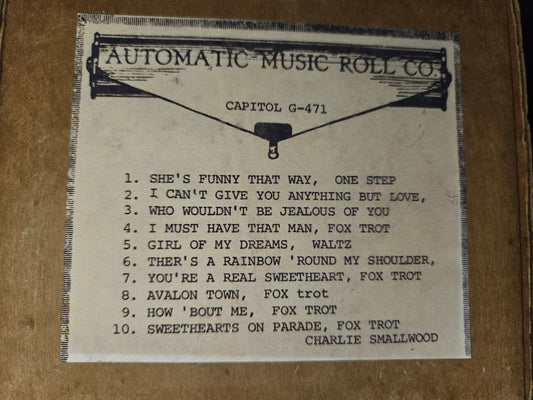 AUTOMATIC MUSIC ROLL CO.
CAPITOL G-471
1. SHE'S FUNNY THAT WAY, ONE STEP
2. I CAN'T GIVE YOU ANYTHING BUT LOVE,
3. WHO WOULDN'T BE JEALOUS OF YOU
4. I MUST HAVE THAT MAN, FOX TROT
5. GIRL OF MY DREAMS, WALTZ
6. THER'S A RAINBOW 'ROUND MY SHOULDER,
7. YOU'RE A REAL SWEETHEART, FOX TROT
8. AVALON TOWN, FOX trot
9. HOW 'BOUT ME, FOX TROT
10. SWEETHEARTS ON PARADE, FOX TROT
CHARLIE SMALLWOOD